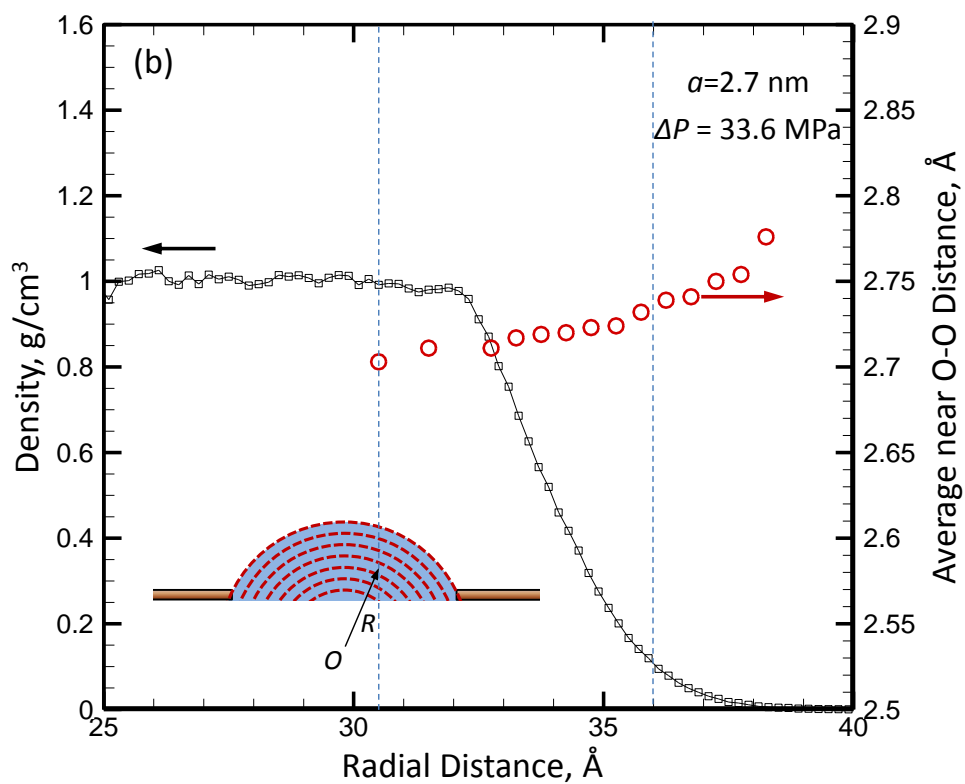 (b)
a=2.7 nm
ΔP = 33.6 MPa
1.6
1.4
1.2
1
0.8
0.6
0.4
0.2
0
Density, g/cm³
2.9
2.85
2.8
2.75
2.7
2.65
2.6
2.55
2.5
Average near O-O Distance, Å
R
O
25 30 35 40
Radial Distance, Å